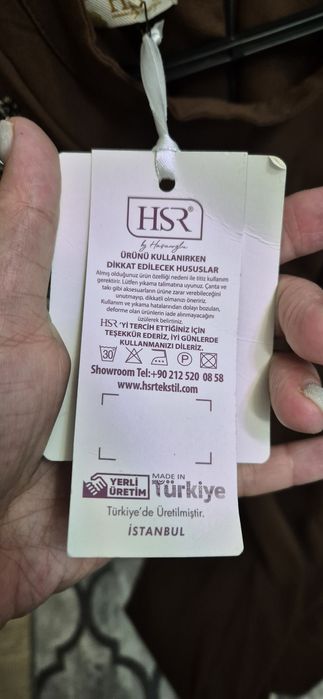 HSR
HSR
by Hasanoğlu
ÜRÜNÜ KULLANIRKEN
DİKKAT EDİLECEK HUSUSLAR
Almış olduğunuz ürün özelliği nedeni ile titiz kullanım
gerektirir. Lütfen yıkama talimatına uyunuz. Çanta ve
takı gibi aksesuarların ürüne zarar verebileceğini
unutmayıp, dikkatli olmanızı öneririz.
Kullanım ve yıkama hatalarından dolayı bozulan,
deforme olan ürünlerin iade alınmayacağını
üzülerek belirtiniz.
HSR 'Yİ TERCİH ETTİĞİNİZ İÇİN
TEŞEKKÜR EDERİZ, İYİ GÜNLERDE
KULLANMANIZI DİLERİZ.
30 P
Showroom Tel:+90 212 520 08 58
www.hsrtekstil.com
YERLİ
ÜRETİM
MADE IN
Türkiye
Türkiye'de Üretilmiştir.
İSTANBUL